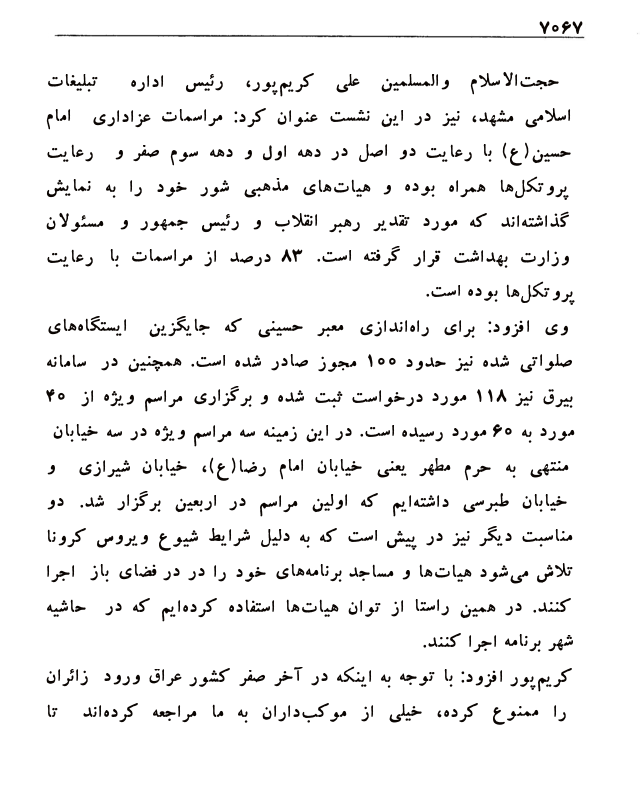 ۷۰۶۷
حجت‌الاسلام والمسلمین علی کریم‌پور، رئیس اداره تبلیغات
اسلامی مشهد، نیز در این نشست عنوان کرد: مراسمات عزاداری امام
حسین(ع) با رعایت دو اصل در دهه اول و دهه سوم صفر و رعایت
پروتکل‌ها همراه بوده و هیات‌های مذهبی شور خود را به نمایش
گذاشته‌اند که مورد تقدیر رهبر انقلاب و رئیس جمهور و مسئولان
وزارت بهداشت قرار گرفته است. ۸۳ درصد از مراسمات با رعایت
پروتکل‌ها بوده است.
وی افزود: برای راه‌اندازی معبر حسینی که جایگزین ایستگاه‌های
صلواتی شده نیز حدود ۱۰۰ مجوز صادر شده است. همچنین در سامانه
بیرق نیز ۱۱۸ مورد درخواست ثبت شده و برگزاری مراسم ویژه از ۴۰
مورد به ۶۰ مورد رسیده است. در این زمینه سه مراسم ویژه در سه خیابان
منتهی به حرم مطهر یعنی خیابان امام رضا(ع)، خیابان شیرازی و
خیابان طبرسی داشته‌ایم که اولین مراسم در اربعین برگزار شد. دو
مناسبت دیگر نیز در پیش است که به دلیل شرایط شیوع ویروس کرونا
تلاش می‌شود هیات‌ها و مساجد برنامه‌های خود را در در فضای باز اجرا
کنند. در همین راستا از توان هیات‌ها استفاده کرده‌ایم که در حاشیه
شهر برنامه اجرا کنند.
کریم‌پور افزود: با توجه به اینکه در آخر صفر کشور عراق ورود زائران
را ممنوع کرده، خیلی از موکب‌داران به ما مراجعه کرده‌اند تا